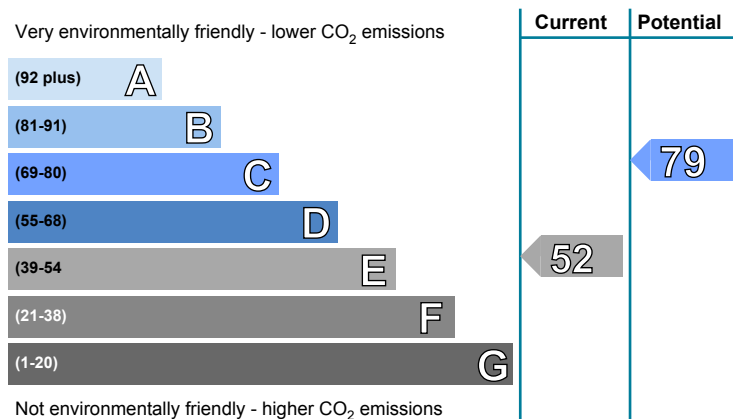 Current Potential
Very environmentally friendly - lower CO₂ emissions
(92 plus) A
(81-91) B
(69-80) C
79
(55-68) D
(39-54 E
52
(21-38) F
(1-20) G
Not environmentally friendly - higher CO₂ emissions